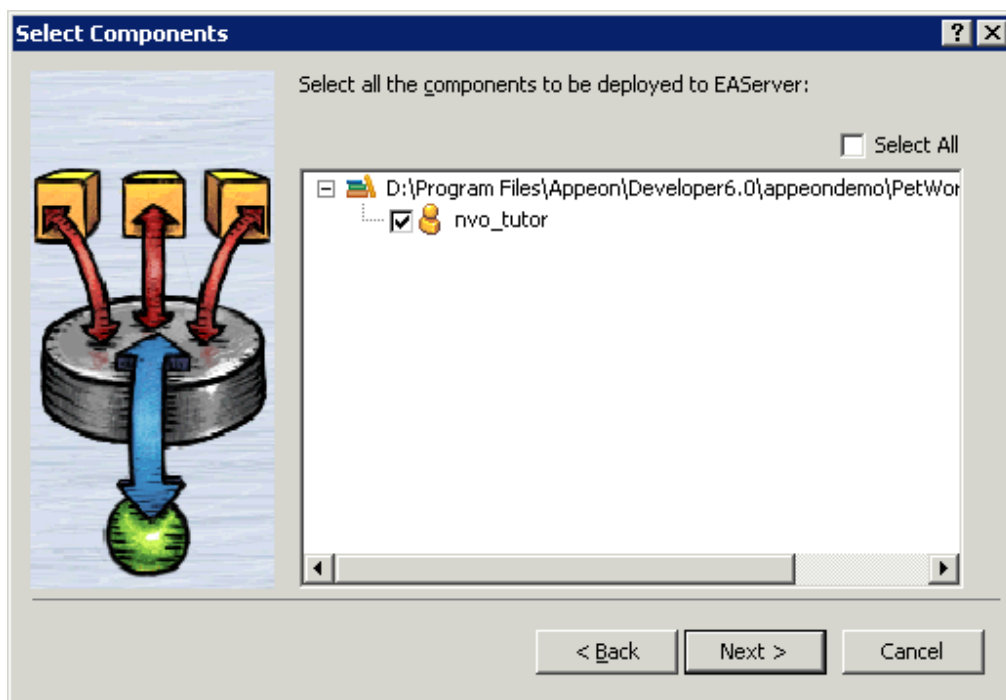 Select Components
Select all the components to be deployed to EAServer:
Select All
D:\Program Files\Appeon\Developer6.0\appeondemo\PetWor
nvo_tutor
< Back
Next >
Cancel